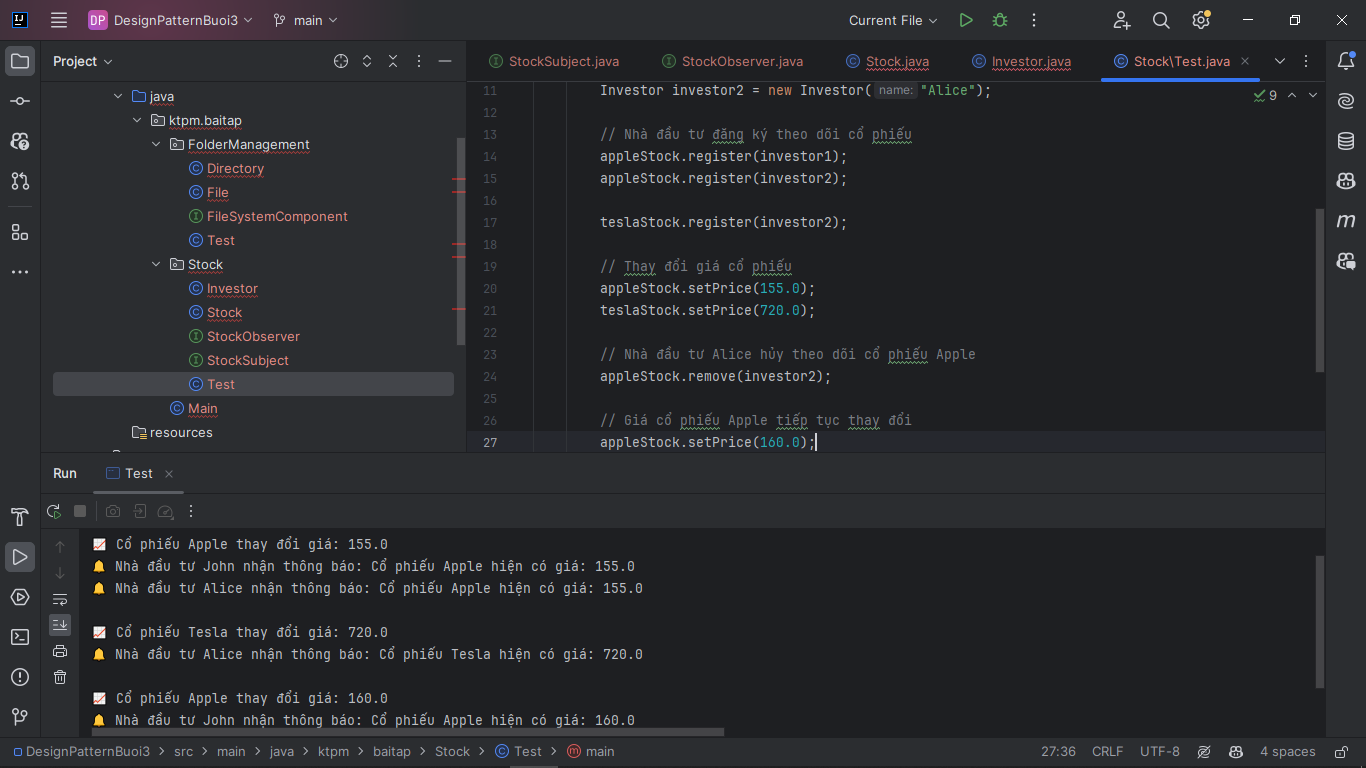 DP DesignPatternBuoi3 main Current File
Project
java
ktpm.baitap
FolderManagement
Directory
File
FileSystemComponent
Test
Stock
Investor
Stock
StockObserver
StockSubject
Test
Main
resources
StockSubject.java StockObserver.java Stock.java Investor.java Stock\Test.java
9
11 Investor investor2 = new Investor( name: "Alice");
12
13 // Nhà đầu tư đăng ký theo dõi cổ phiếu
14 appleStock.register(investor1);
15 appleStock.register(investor2);
16
17 teslaStock.register(investor2);
18
19 // Thay đổi giá cổ phiếu
20 appleStock.setPrice(155.0);
21 teslaStock.setPrice(720.0);
22
23 // Nhà đầu tư Alice hủy theo dõi cổ phiếu Apple
24 appleStock.remove(investor2);
25
26 // Giá cổ phiếu Apple tiếp tục thay đổi
27 appleStock.setPrice(160.0);
Run Test
Cổ phiếu Apple thay đổi giá: 155.0
Nhà đầu tư John nhận thông báo: Cổ phiếu Apple hiện có giá: 155.0
Nhà đầu tư Alice nhận thông báo: Cổ phiếu Apple hiện có giá: 155.0
Cổ phiếu Tesla thay đổi giá: 720.0
Nhà đầu tư Alice nhận thông báo: Cổ phiếu Tesla hiện có giá: 720.0
Cổ phiếu Apple thay đổi giá: 160.0
Nhà đầu tư John nhận thông báo: Cổ phiếu Apple hiện có giá: 160.0
DesignPatternBuoi3 > src > main > java > ktpm > baitap > Stock > Test > main 27:36 CRLF UTF-8 4 spaces